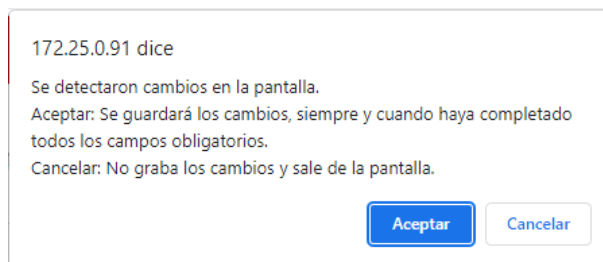 172.25.0.91 dice
Se detectaron cambios en la pantalla.
Aceptar: Se guardará los cambios, siempre y cuando haya completado
todos los campos obligatorios.
Cancelar: No graba los cambios y sale de la pantalla.
Aceptar
Cancelar